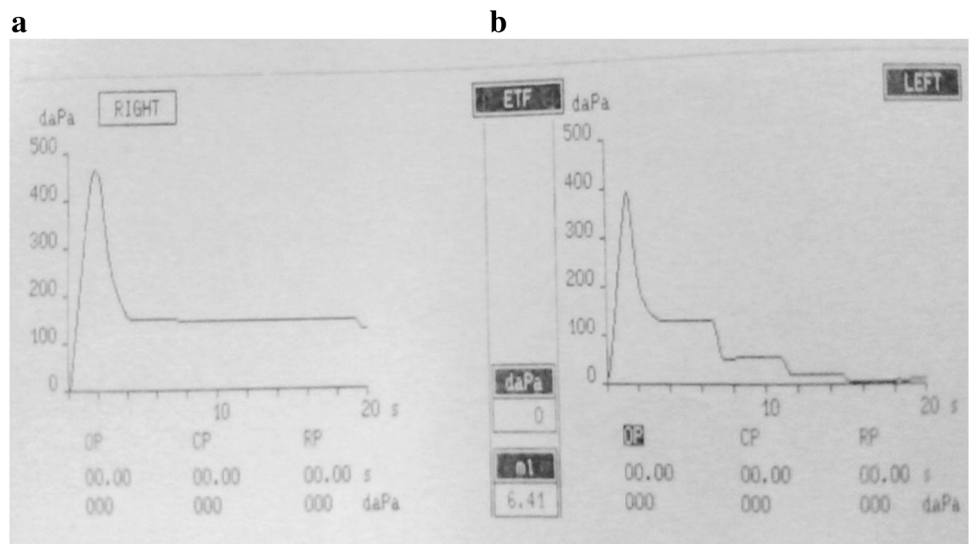 a b
RIGHT ETF LEFT
daPa daPa
500 500
400 400
300 300
200 200
100 100
0 0
10 20 s 10 20 s
daPa
0
OP CP RP OP CP RP
ml
00.00 00.00 00.00 s 00.00 00.00 00.00 s
6.41
000 000 000 daPa 000 000 000 daPa